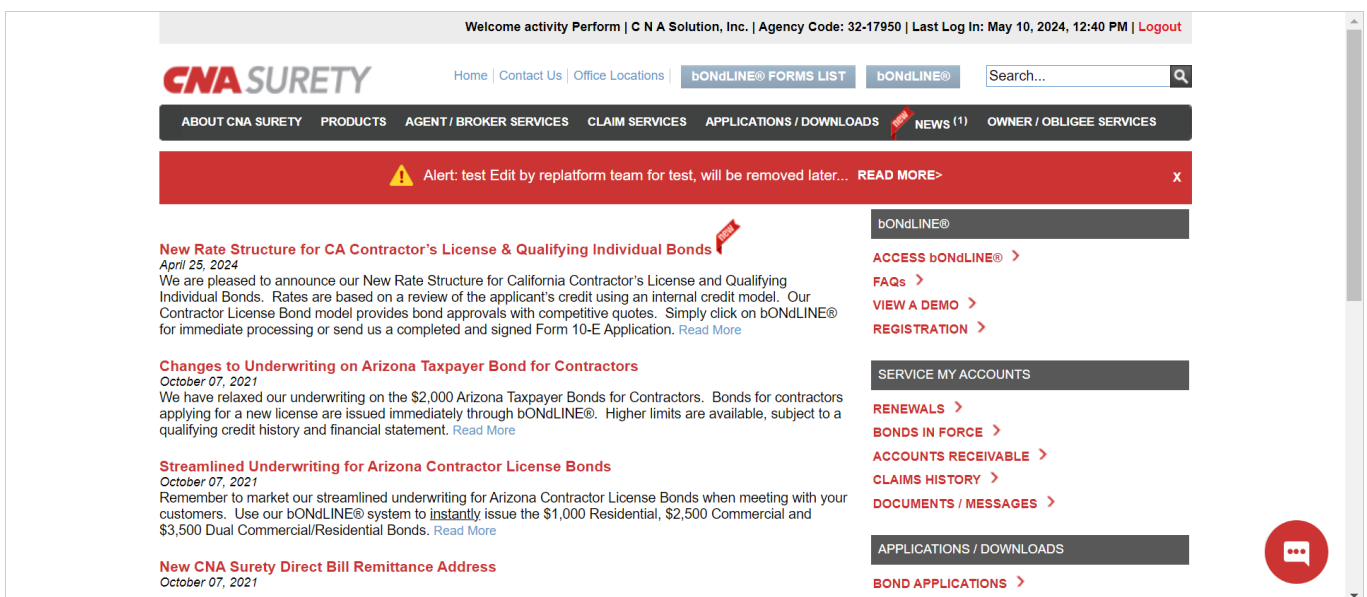 Welcome activity Perform | C N A Solution, Inc. | Agency Code: 32-17950 | Last Log In: May 10, 2024, 12:40 PM | Logout
CNA SURETY
Home | Contact Us | Office Locations |
bONdLINE® FORMS LIST
bONdLINE®
Search...
ABOUT CNA SURETY PRODUCTS AGENT / BROKER SERVICES CLAIM SERVICES APPLICATIONS / DOWNLOADS new NEWS (1) OWNER / OBLIGEE SERVICES
Alert: test Edit by replatform team for test, will be removed later... READ MORE> X
New Rate Structure for CA Contractor’s License & Qualifying Individual Bonds new
April 25, 2024
We are pleased to announce our New Rate Structure for California Contractor’s License and Qualifying
Individual Bonds. Rates are based on a review of the applicant’s credit using an internal credit model. Our
Contractor License Bond model provides bond approvals with competitive quotes. Simply click on bONdLINE®
for immediate processing or send us a completed and signed Form 10-E Application. Read More
Changes to Underwriting on Arizona Taxpayer Bond for Contractors
October 07, 2021
We have relaxed our underwriting on the $2,000 Arizona Taxpayer Bonds for Contractors. Bonds for contractors
applying for a new license are issued immediately through bONdLINE®. Higher limits are available, subject to a
qualifying credit history and financial statement. Read More
Streamlined Underwriting for Arizona Contractor License Bonds
October 07, 2021
Remember to market our streamlined underwriting for Arizona Contractor License Bonds when meeting with your
customers. Use our bONdLINE® system to instantly issue the $1,000 Residential, $2,500 Commercial and
$3,500 Dual Commercial/Residential Bonds. Read More
New CNA Surety Direct Bill Remittance Address
October 07, 2021
bONdLINE®
ACCESS bONdLINE® >
FAQs >
VIEW A DEMO >
REGISTRATION >
SERVICE MY ACCOUNTS
RENEWALS >
BONDS IN FORCE >
ACCOUNTS RECEIVABLE >
CLAIMS HISTORY >
DOCUMENTS / MESSAGES >
APPLICATIONS / DOWNLOADS
BOND APPLICATIONS >